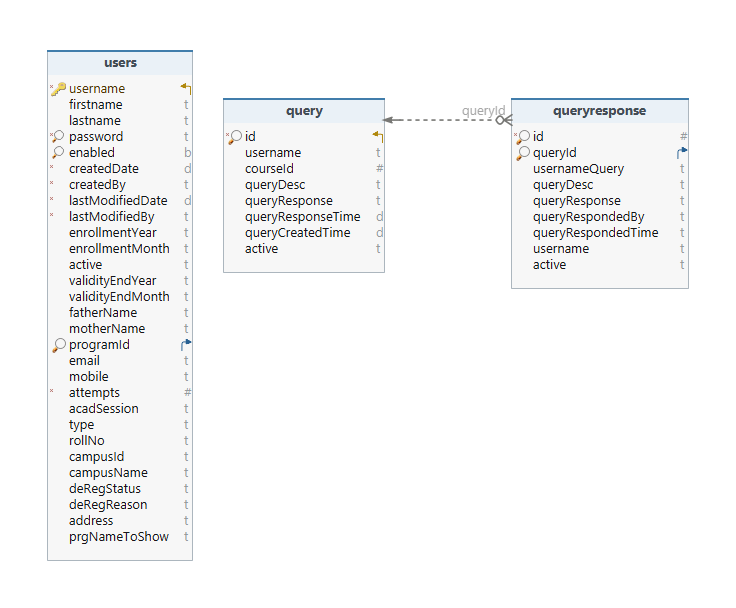 users
username
firstname t
lastname t
password t
enabled b
createdDate d
createdBy t
lastModifiedDate d
lastModifiedBy t
enrollmentYear t
enrollmentMonth t
active t
validityEndYear t
validityEndMonth t
fatherName t
motherName t
programId
email t
mobile t
attempts #
acadSession t
type t
rollNo t
campusId t
campusName t
deRegStatus t
deRegReason t
address t
prgNameToShow t
query
id
username t
courseId #
queryDesc t
queryResponse t
queryResponseTime d
queryCreatedTime d
active t
queryId
queryresponse
id #
queryId
usernameQuery t
queryDesc t
queryResponse t
queryRespondedBy t
queryRespondedTime t
username t
active t